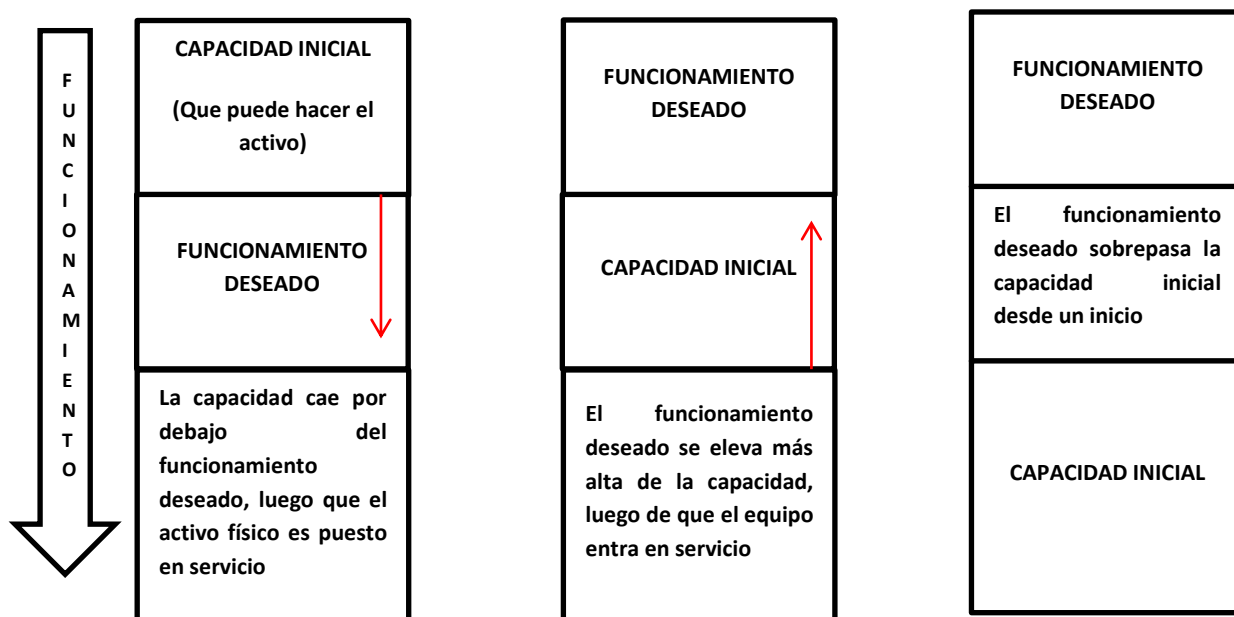 F
U
N
C
I
O
N
A
M
I
E
N
T
O
CAPACIDAD INICIAL
(Que puede hacer el
activo)
FUNCIONAMIENTO
DESEADO
La capacidad cae por
debajo del
funcionamiento
deseado, luego que el
activo físico es puesto
en servicio
FUNCIONAMIENTO
DESEADO
CAPACIDAD INICIAL
El funcionamiento
deseado se eleva más
alta de la capacidad,
luego de que el equipo
entra en servicio
FUNCIONAMIENTO
DESEADO
El funcionamiento
deseado sobrepasa la
capacidad inicial
desde un inicio
CAPACIDAD INICIAL